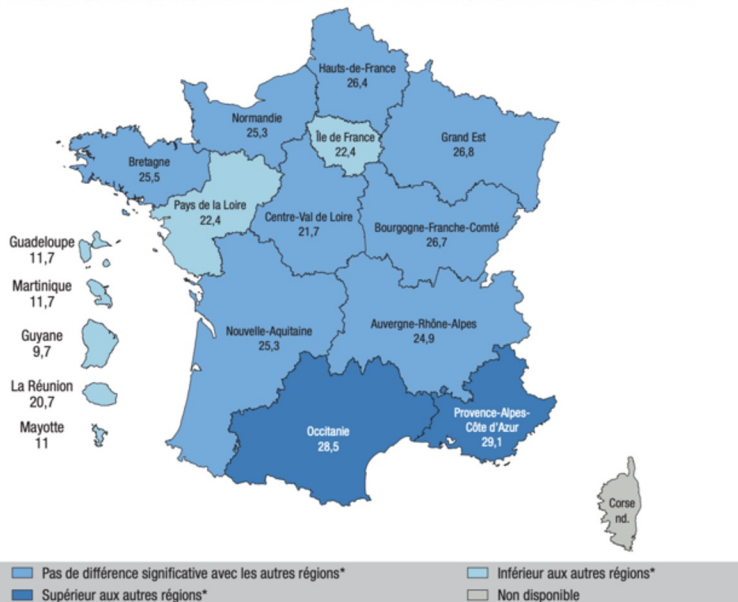 Hauts-de-France
26,4
Normandie
25,3
Île de France
22,4
Grand Est
26,8
Bretagne
25,5
Pays de la Loire
22,4
Centre-Val de Loire
21,7
Bourgogne-Franche-Comté
26,7
Guadeloupe
11,7
Martinique
11,7
Guyane
9,7
La Réunion
20,7
Mayotte
11
Nouvelle-Aquitaine
25,3
Auvergne-Rhône-Alpes
24,9
Occitanie
28,5
Provence-Alpes-
Côte d'Azur
29,1
Corse
nd.
Pas de différence significative avec les autres régions*
Supérieur aux autres régions*
Inférieur aux autres régions*
Non disponible